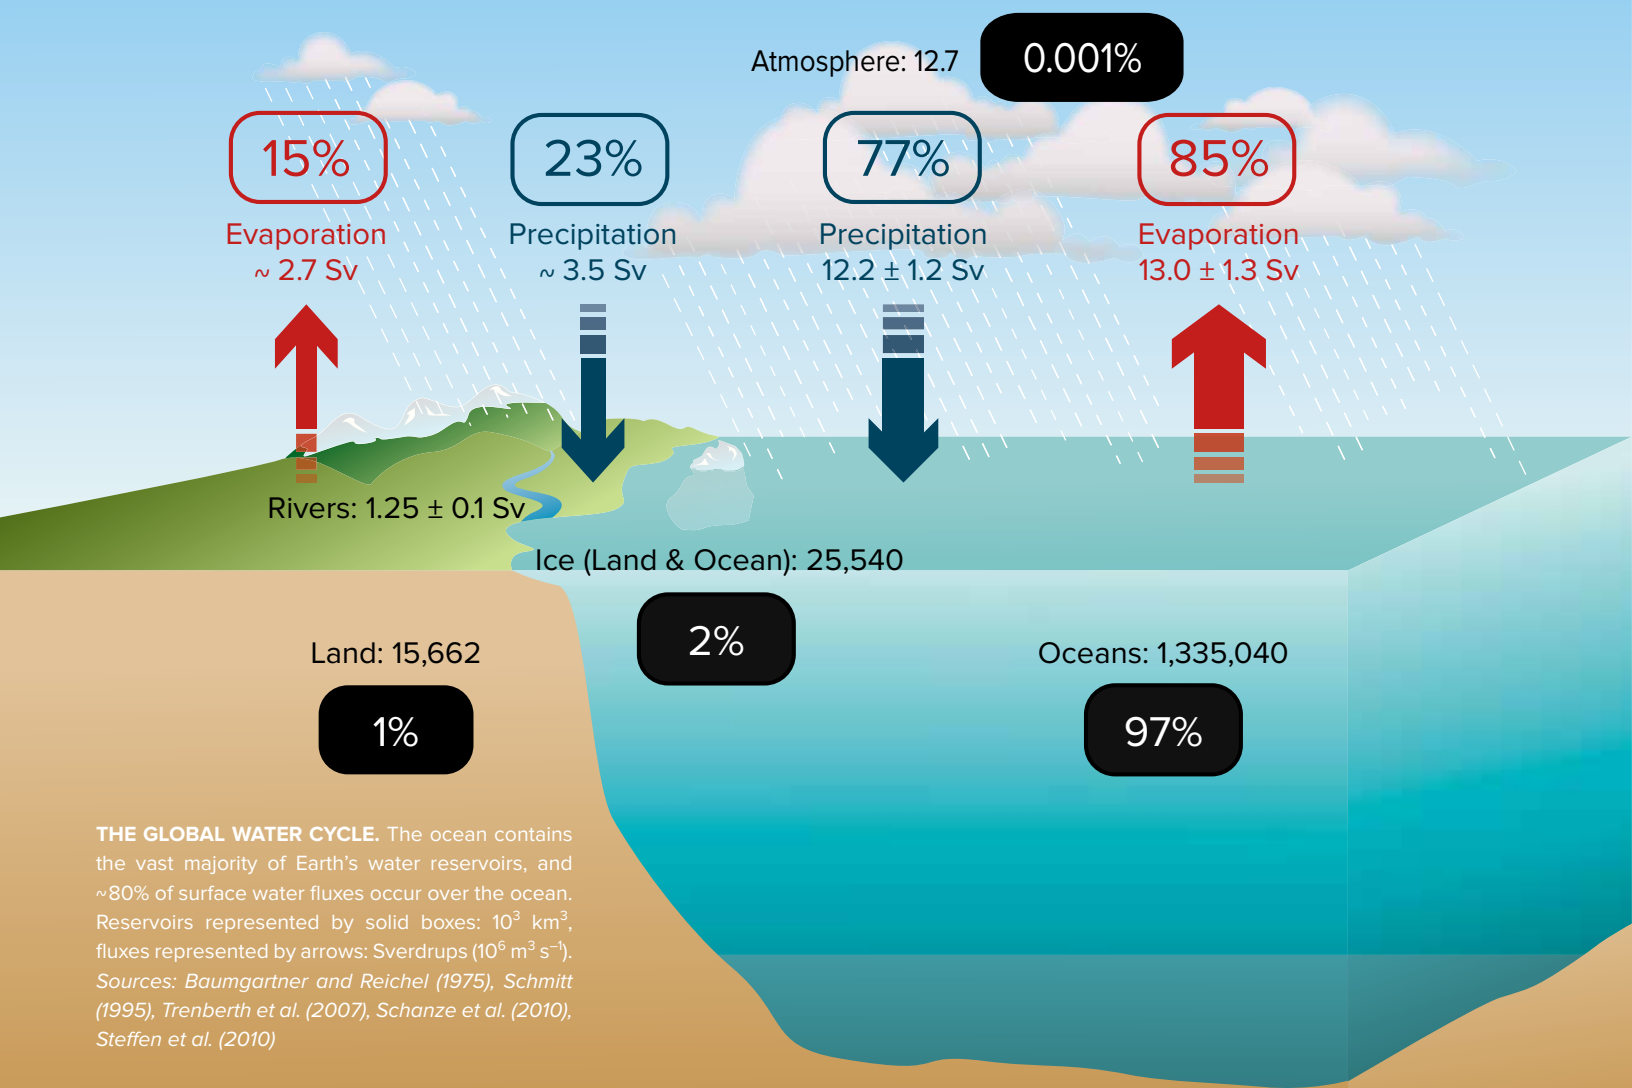 Atmosphere: 12.7
0.001%
15%
Evaporation
~ 2.7 Sv
23%
Precipitation
~ 3.5 Sv
77%
Precipitation
12.2 ± 1.2 Sv
85%
Evaporation
13.0 ± 1.3 Sv
Rivers: 1.25 ± 0.1 Sv
Ice (Land & Ocean): 25,540
2%
Land: 15,662
1%
Oceans: 1,335,040
97%
THE GLOBAL WATER CYCLE. The ocean contains
the vast majority of Earth’s water reservoirs, and
~80% of surface water fluxes occur over the ocean.
Reservoirs represented by solid boxes: 10³ km³,
fluxes represented by arrows: Sverdrups (10⁶ m³ s⁻¹).
Sources: Baumgartner and Reichel (1975), Schmitt
(1995), Trenberth et al. (2007), Schanze et al. (2010),
Steffen et al. (2010)